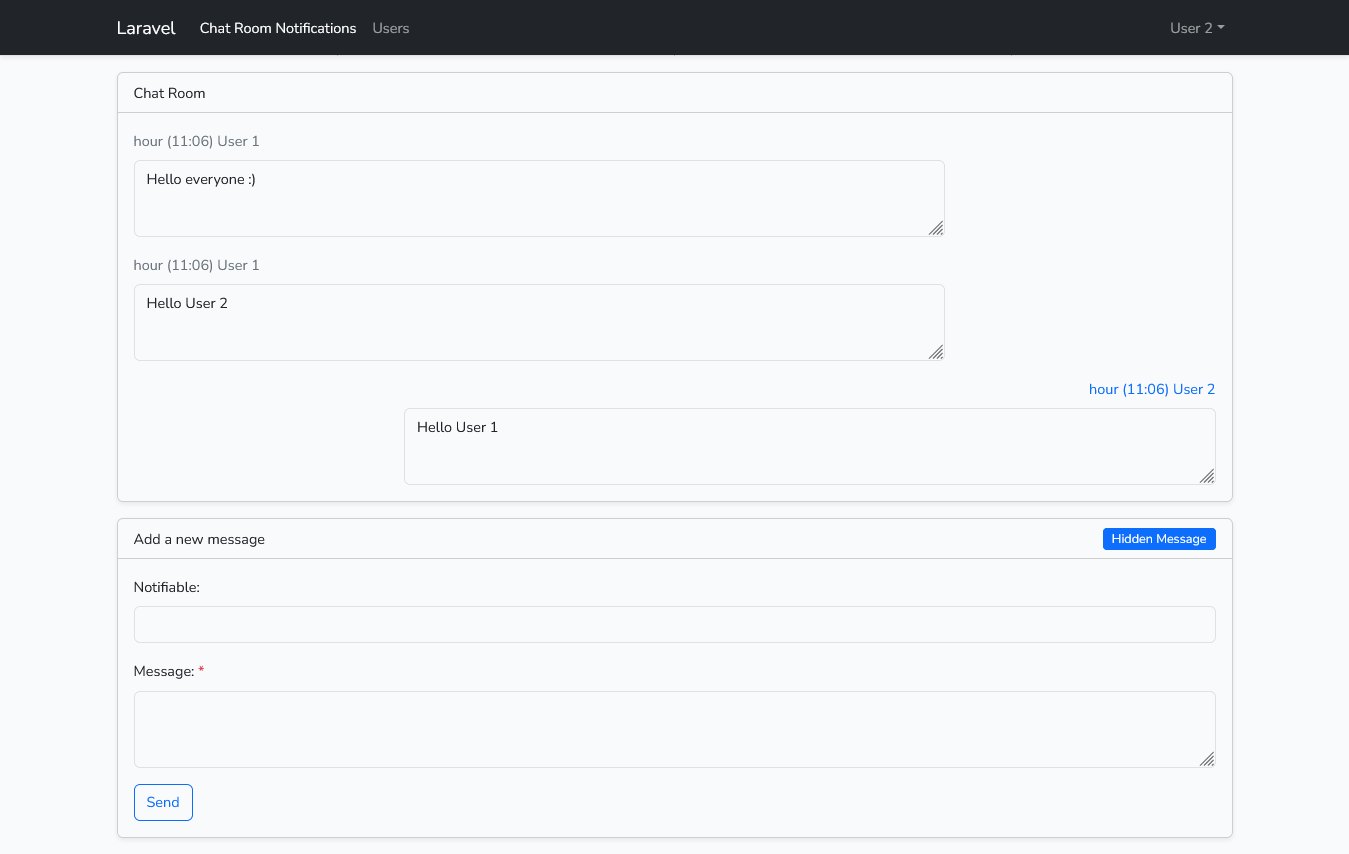 Laravel Chat Room Notifications Users User 2
Chat Room
hour (11:06) User 1
Hello everyone :)
hour (11:06) User 1
Hello User 2
hour (11:06) User 2
Hello User 1
Add a new message Hidden Message
Notifiable:
Message: *
Send